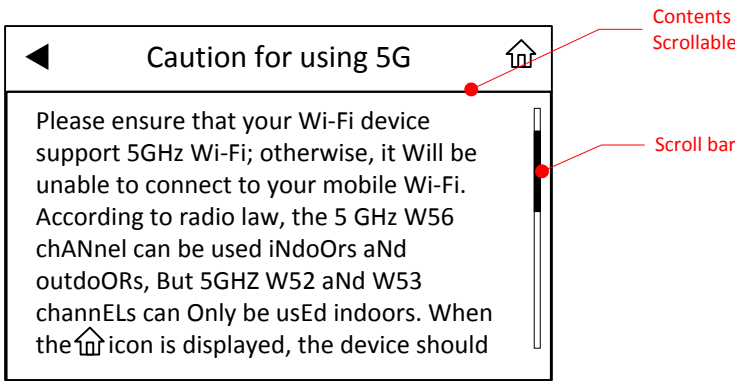 Caution for using 5G
Contents
Scrollable
Please ensure that your Wi-Fi device
support 5GHz Wi-Fi; otherwise, it Will be
unable to connect to your mobile Wi-Fi.
According to radio law, the 5 GHz W56
chANnel can be used iNdoOrs aNd
outdoORs, But 5GHZ W52 aNd W53
channELs can Only be usEd indoors. When
the icon is displayed, the device should
Scroll bar